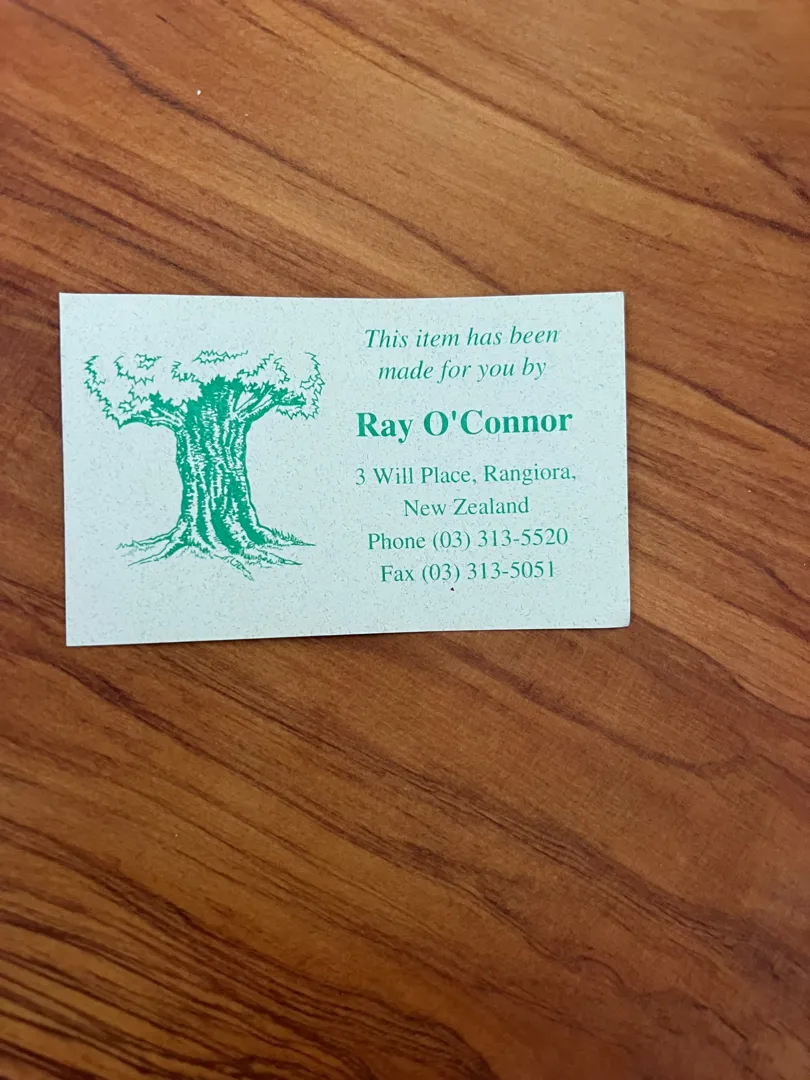 This item has been
made for you by
Ray O'Connor
3 Will Place, Rangiora,
New Zealand
Phone (03) 313-5520
Fax (03) 313-5051